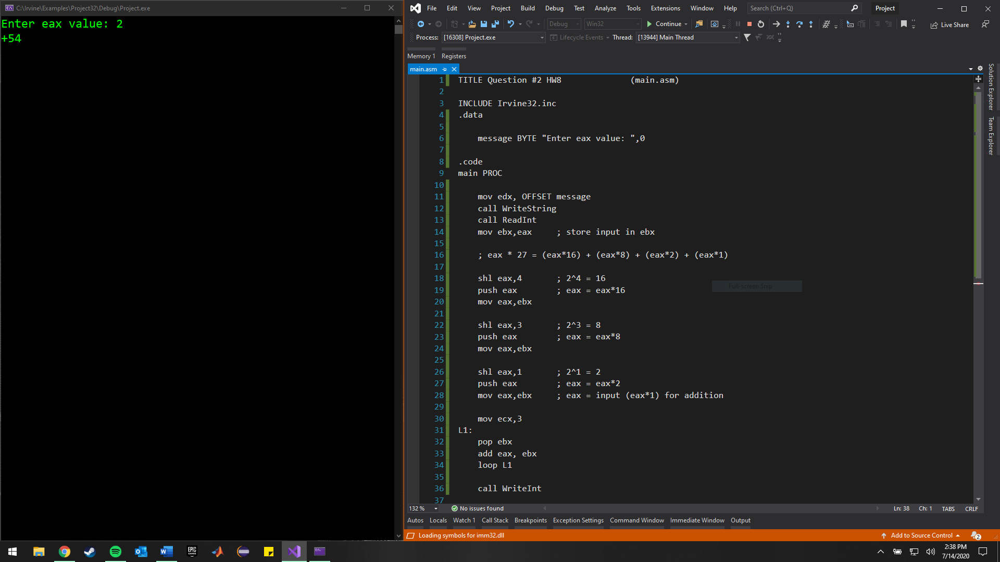 C:\Irvine\Examples\Project32\Debug\Project.exe
Enter eax value: 2
+54
File Edit View Project Build Debug Test Analyze Tools Extensions Window Help Search (Ctrl+Q) Project
Debug Win32 Continue Live Share
Process: [16308] Project.exe Lifecycle Events Thread: [13944] Main Thread
Memory 1 Registers
main.asm
1 TITLE Question #2 HW8 (main.asm)
2
3 INCLUDE Irvine32.inc
4 .data
5
6 message BYTE "Enter eax value: ",0
7
8 .code
9 main PROC
10
11 mov edx, OFFSET message
12 call WriteString
13 call ReadInt
14 mov ebx,eax ; store input in ebx
15
16 ; eax * 27 = (eax*16) + (eax*8) + (eax*2) + (eax*1)
17
18 shl eax,4 ; 2^4 = 16
19 push eax ; eax = eax*16
20 mov eax,ebx
21
22 shl eax,3 ; 2^3 = 8
23 push eax ; eax = eax*8
24 mov eax,ebx
25
26 shl eax,1 ; 2^1 = 2
27 push eax ; eax = eax*2
28 mov eax,ebx ; eax = input (eax*1) for addition
29
30 mov ecx,3
31 L1:
32 pop ebx
33 add eax, ebx
34 loop L1
35
36 call WriteInt
37
Full-screen Snip
Solution Explorer
Team Explorer
132 % No issues found Ln: 38 Ch: 1 TABS CRLF
Autos Locals Watch 1 Call Stack Breakpoints Exception Settings Command Window Immediate Window Output
Loading symbols for imm32.dll Add to Source Control 2
EPIC GAMES
2:38 PM
7/14/2020